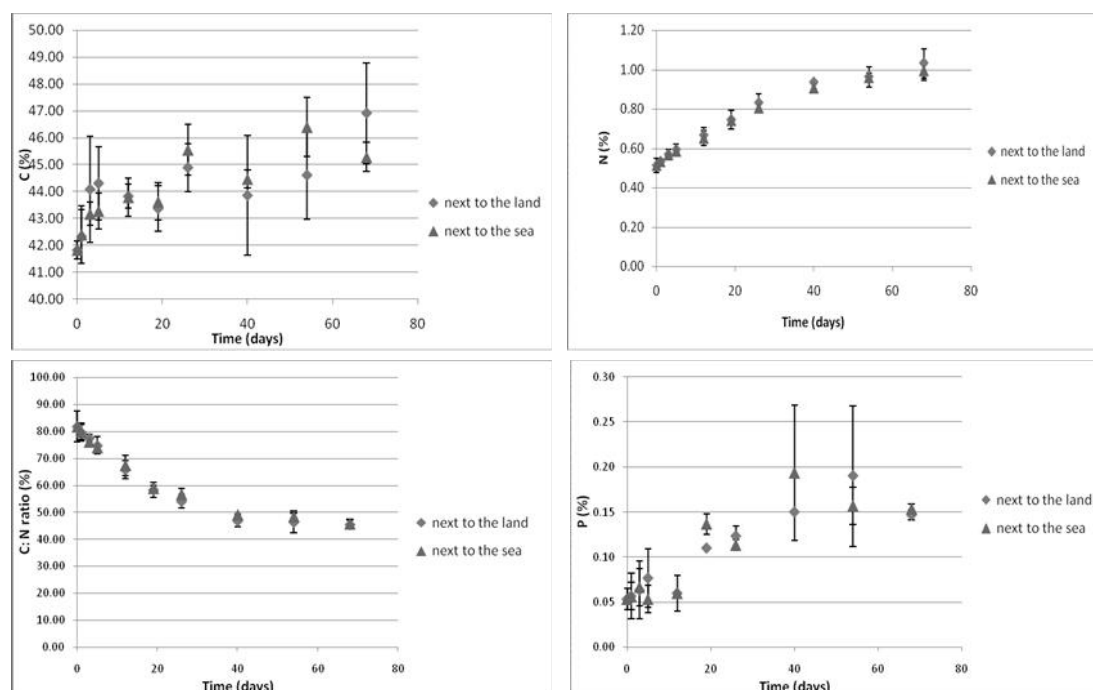 50.00
49.00
48.00
47.00
46.00
45.00
44.00
43.00
42.00
41.00
40.00
C (%)
0 20 40 60 80
Time (days)
next to the land
next to the sea
1.20
1.00
0.80
0.60
0.40
0.20
0.00
N (%)
0 20 40 60 80
Time (days)
next to the land
next to the sea
100.00
90.00
80.00
70.00
60.00
50.00
40.00
30.00
20.00
10.00
0.00
C: N ratio (%)
0 20 40 60 80
Time (days)
next to the land
next to the sea
0.30
0.25
0.20
0.15
0.10
0.05
0.00
P (%)
0 20 40 60 80
Time (days)
next to the land
next to the sea